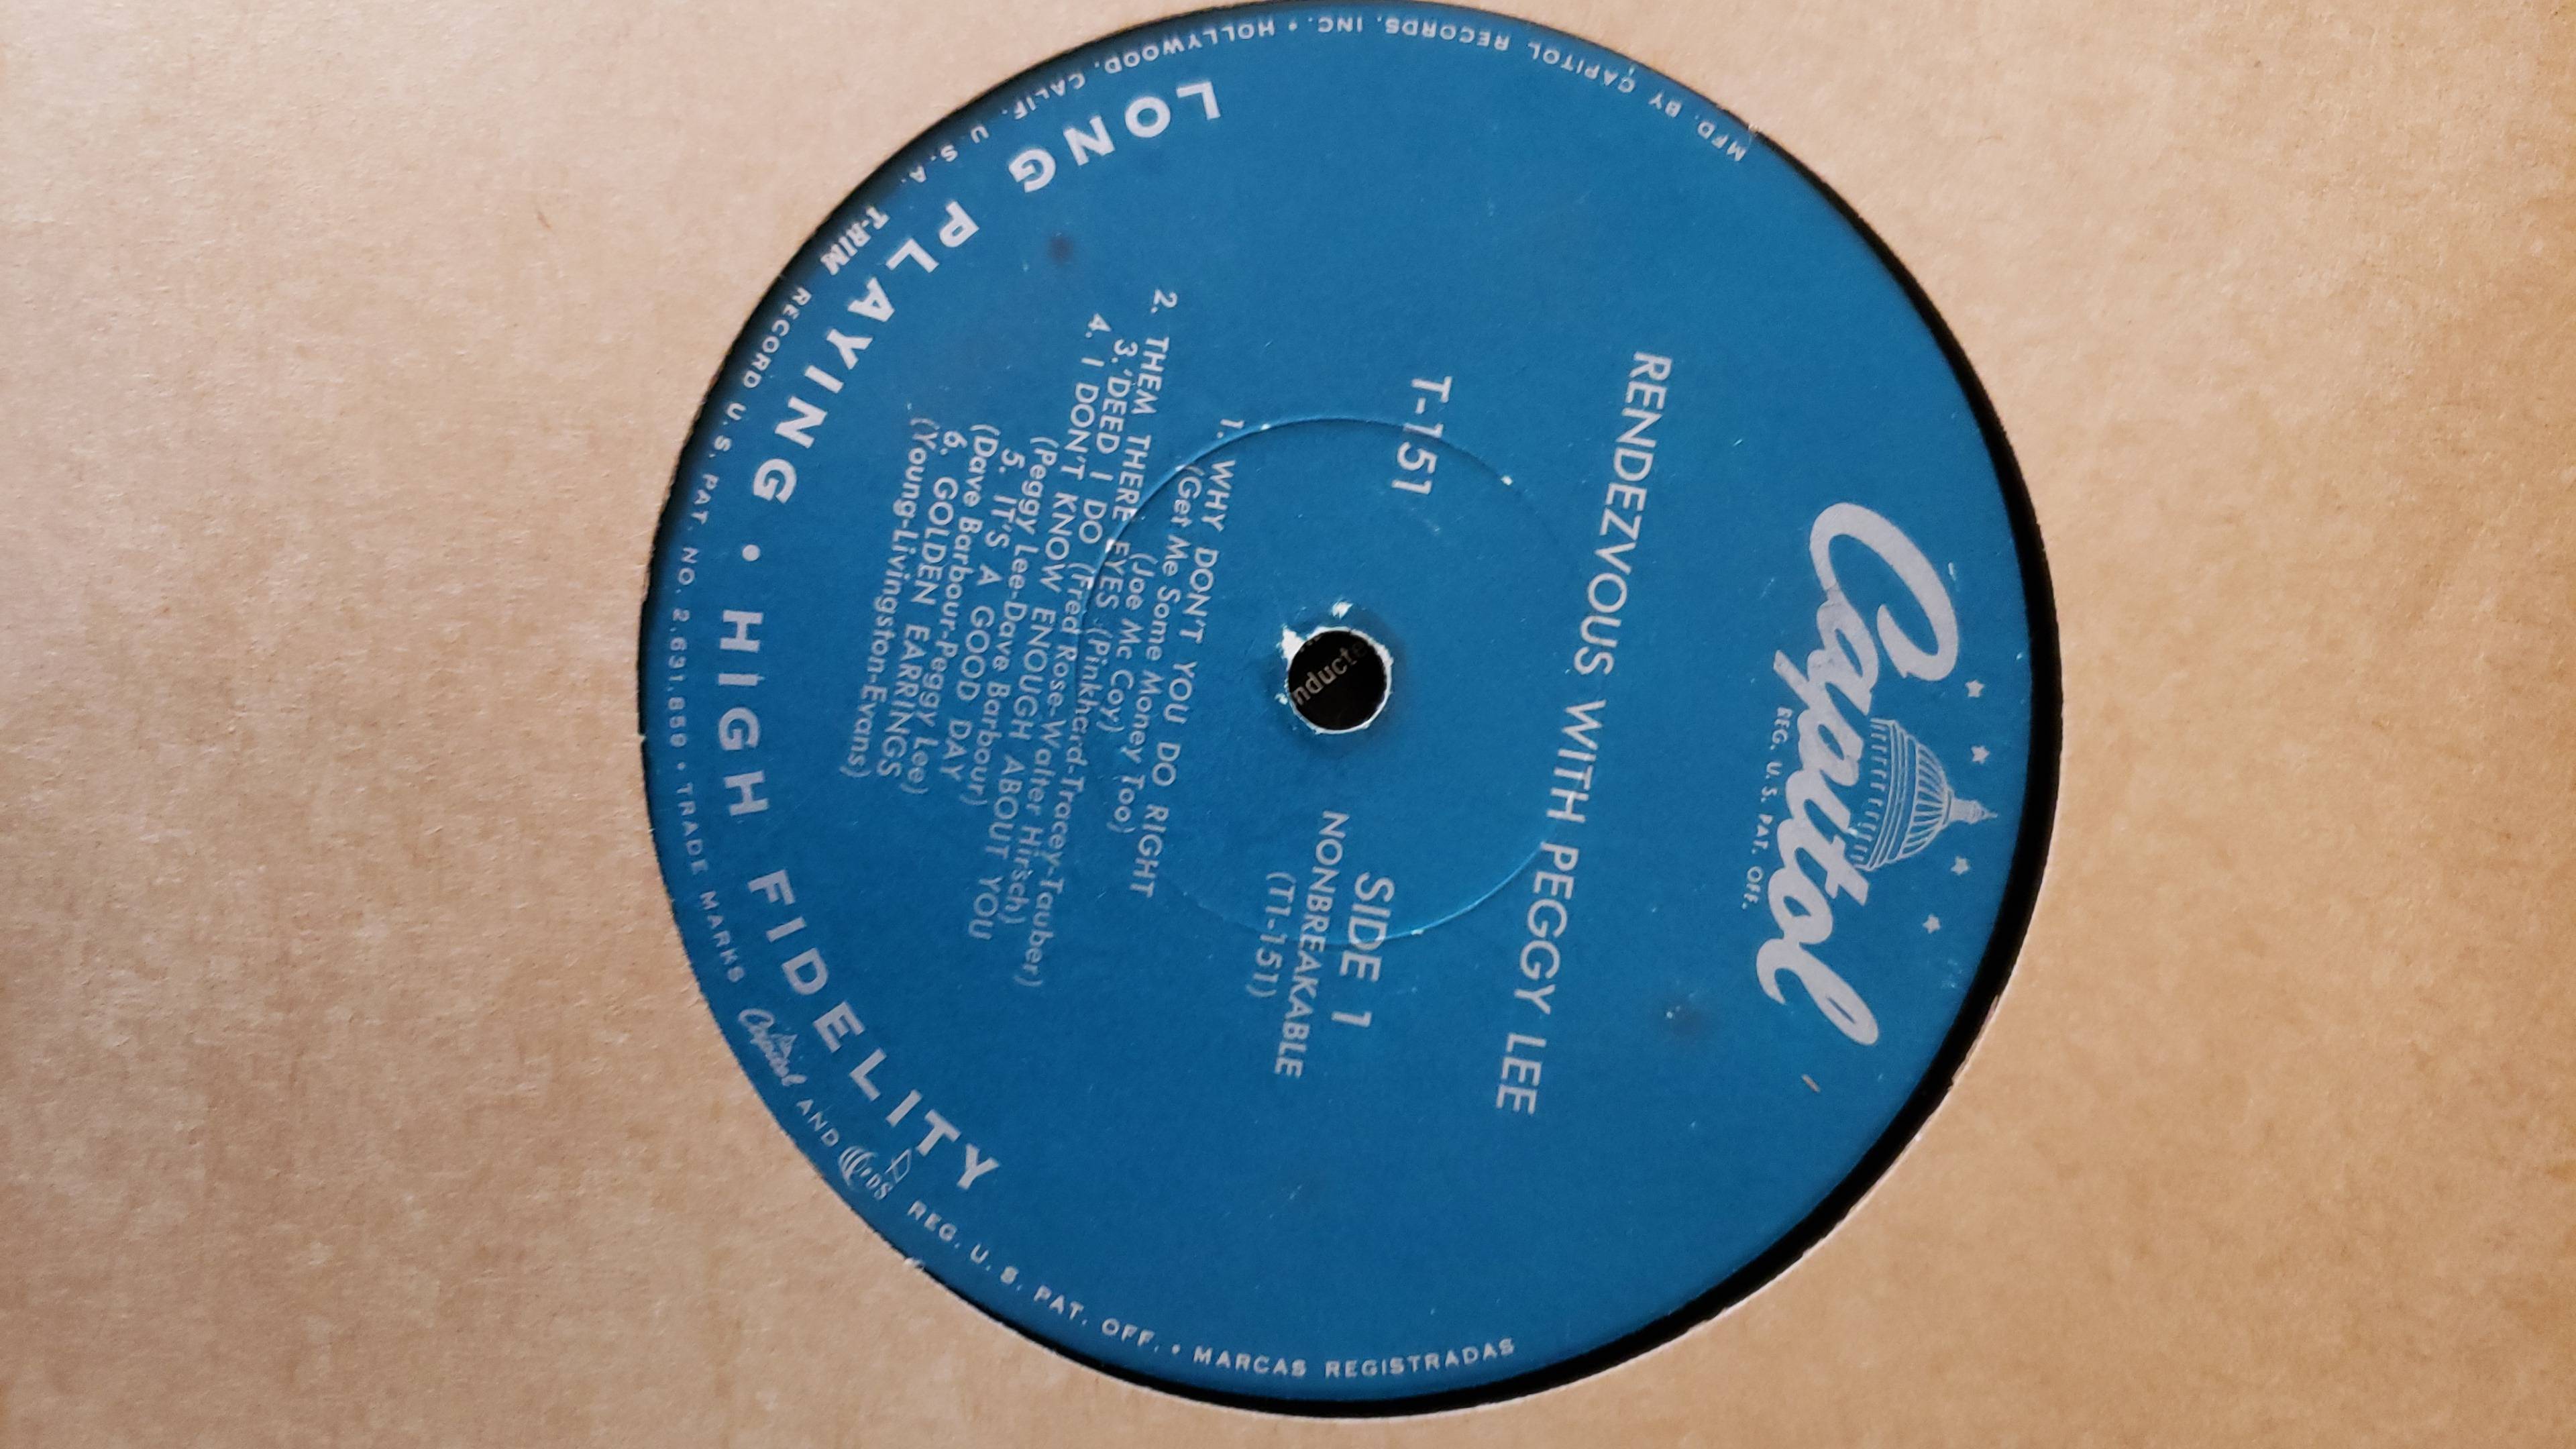 Capitol
REG. U. S. PAT. OFF.
RENDEZVOUS WITH PEGGY LEE
T-151
SIDE 1
NONBREAKABLE
(T1-151)
1. WHY DON'T YOU DO RIGHT
(Get Me Some Money Too)
(Joe Mc Coy)
2. THEM THERE EYES (Pinkhard-Tracey-Tauber)
3. 'DEED I DO (Fred Rose-Walter Hirsch)
4. I DON'T KNOW ENOUGH ABOUT YOU
(Peggy Lee-Dave Barbour)
5. IT'S A GOOD DAY
(Dave Barbour-Peggy Lee)
6. GOLDEN EARRINGS
(Young-Livingston-Evans)
LONG PLAYING • HIGH FIDELITY
MFD. BY CAPITOL RECORDS, INC. • HOLLYWOOD, CALIF. U. S. A. T-RIM RECORD U. S. PAT. NO. 2,631,859 • TRADE MARKS Capitol AND REG. U. S. PAT. OFF. • MARCAS REGISTRADAS
nducte